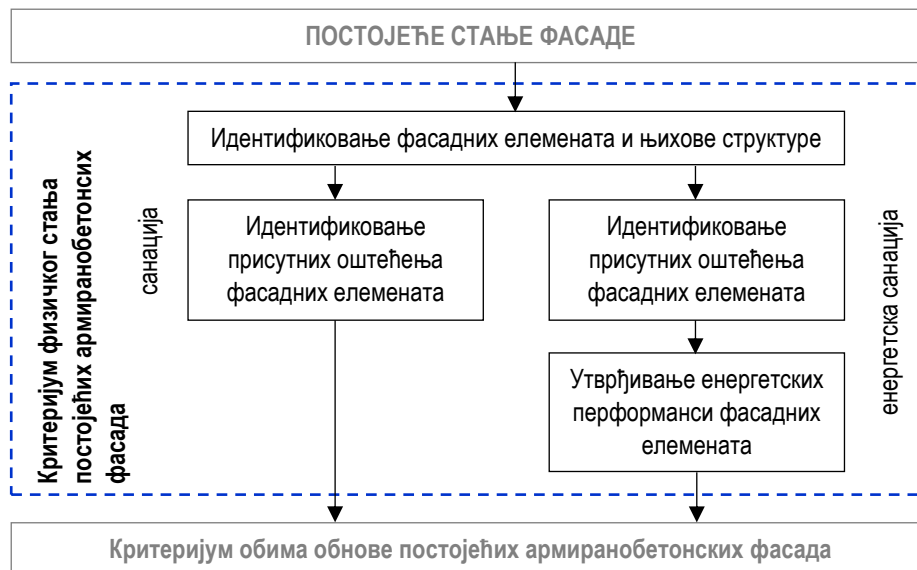 ПОСТОЈЕЋЕ СТАЊЕ ФАСАДЕ
Идентификовање фасадних елемената и њихове структуре
Критеријум физичког стања
постојећих армиранобетонсих
фасада
санација
Идентификовање
присутних оштећења
фасадних елемената
Идентификовање
присутних оштећења
фасадних елемената
енергетска санација
Утврђивање енергетских
перформанси фасадних
елемената
Критеријум обима обнове постојећих армиранобетонских фасада